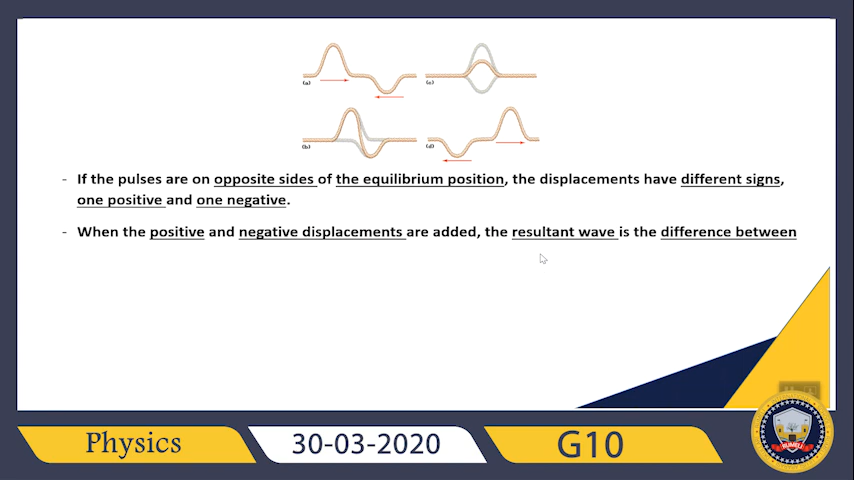 (a)
(c)
(b)
(d)
- If the pulses are on opposite sides of the equilibrium position, the displacements have different signs,
one positive and one negative.
- When the positive and negative displacements are added, the resultant wave is the difference between
Physics
30-03-2020
G10